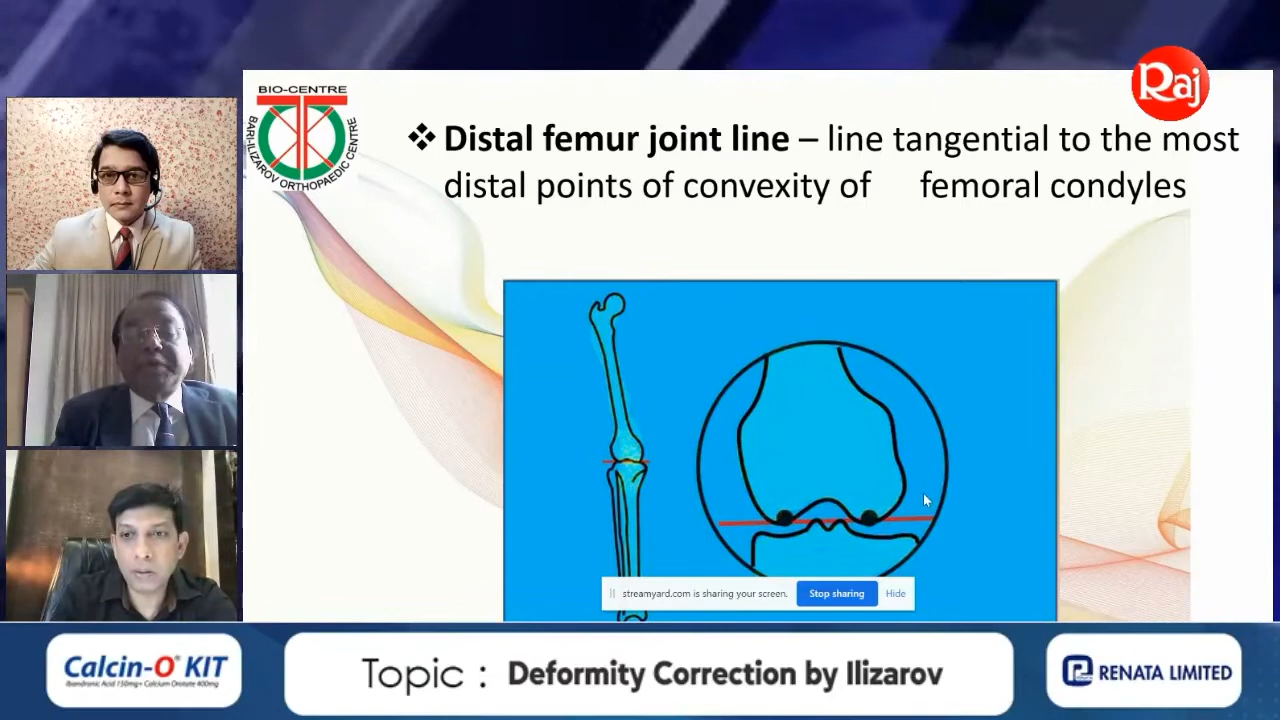 BIO-CENTRE
BARI-ILIZAROV ORTHOPAEDIC CENTRE
Raj
❖ Distal femur joint line – line tangential to the most
distal points of convexity of femoral condyles
streamyard.com is sharing your screen. Stop sharing Hide
Calcin-O® KIT
Ibandronic Acid 150mg+ Calcium Orotate 400mg
Topic : Deformity Correction by Ilizarov
RENATA LIMITED